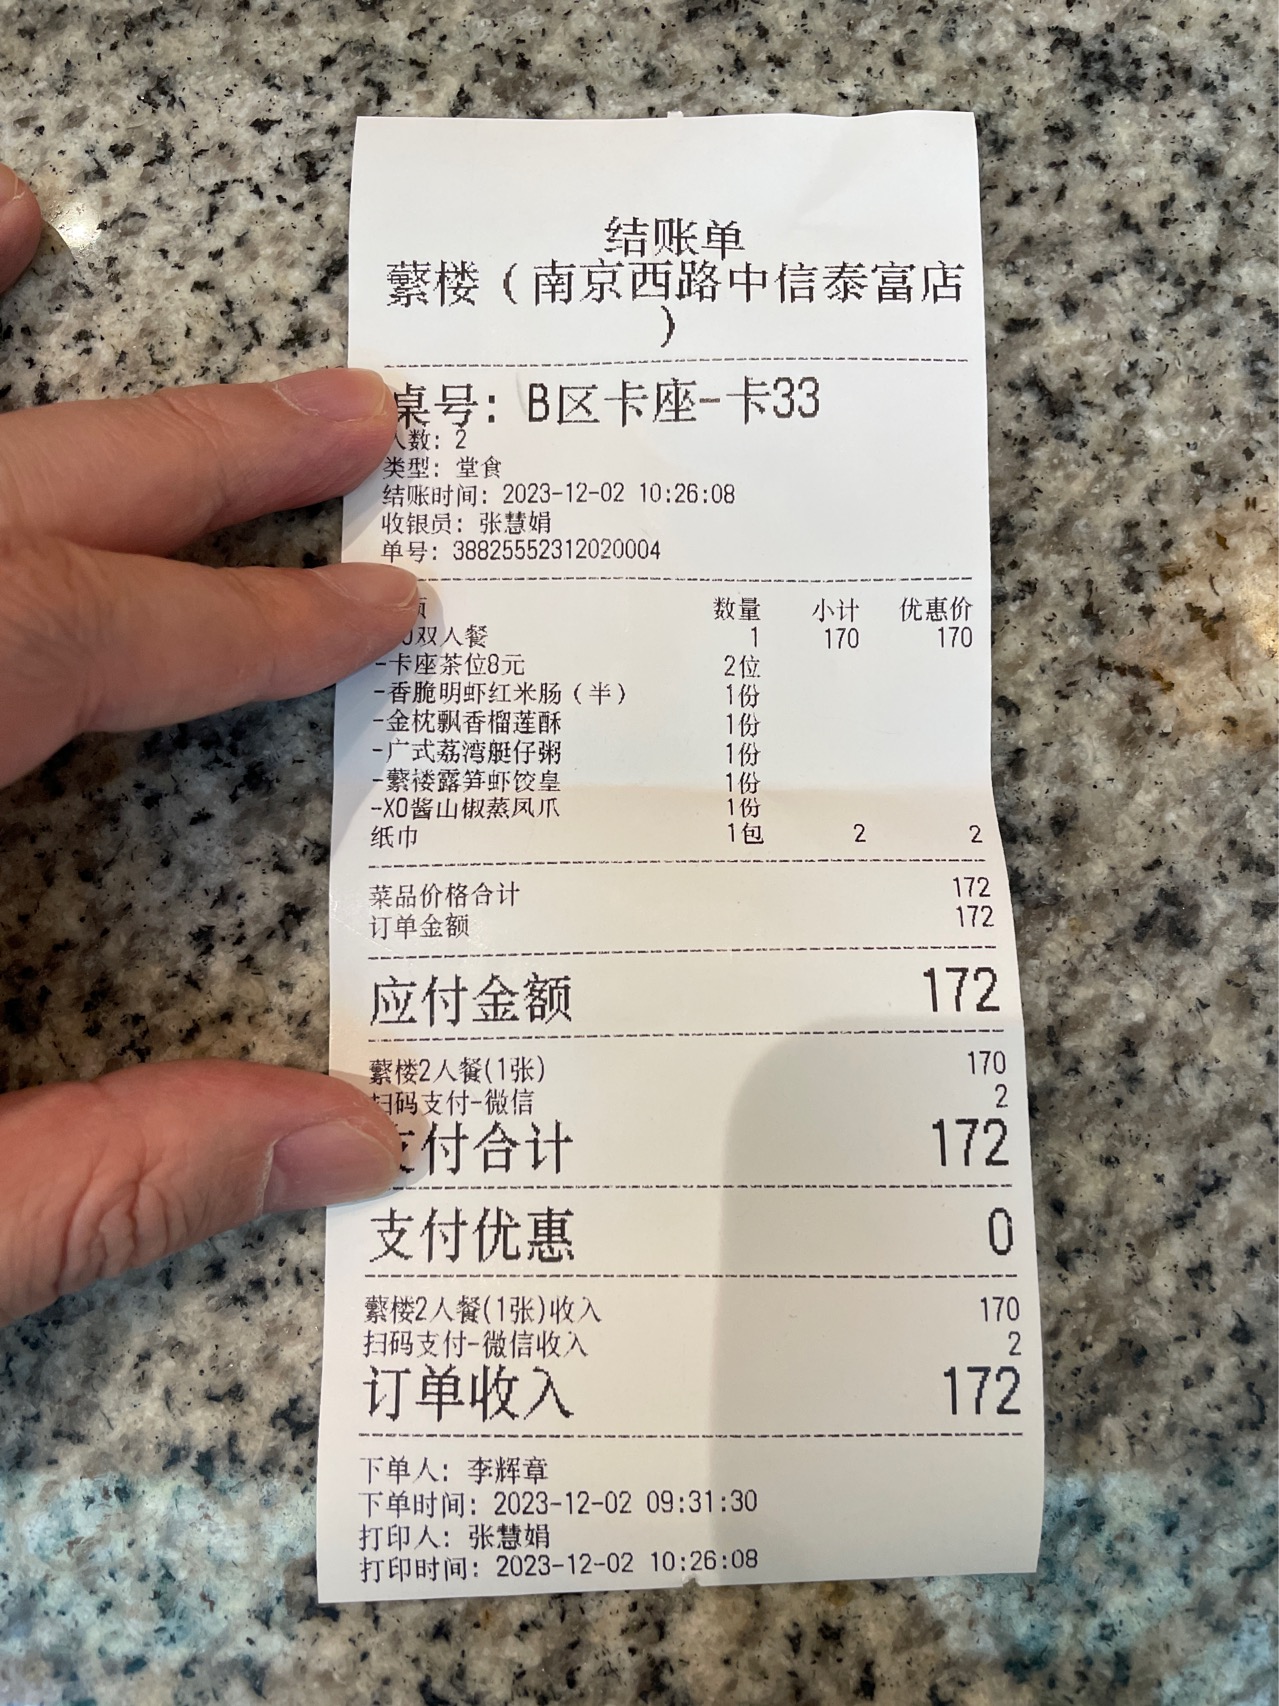 结账单
蘩楼（南京西路中信泰富店
）
桌号：B区卡座-卡33
人数：2
类型：堂食
结账时间：2023-12-02 10:26:08
收银员：张慧娟
单号：38825552312020004
数量 小计 优惠价
双人餐 1 170 170
-卡座茶位8元 2位
-香脆明虾红米肠（半） 1份
-金枕飘香榴莲酥 1份
-广式荔湾艇仔粥 1份
-蘩楼露笋虾饺皇 1份
-XO酱山椒蒸凤爪 1份
纸巾 1包 2 2
菜品价格合计 172
订单金额 172
应付金额 172
蘩楼2人餐(1张) 170
扫码支付-微信 2
支付合计 172
支付优惠 0
蘩楼2人餐(1张)收入 170
扫码支付-微信收入 2
订单收入 172
下单人：李辉章
下单时间：2023-12-02 09:31:30
打印人：张慧娟
打印时间：2023-12-02 10:26:08